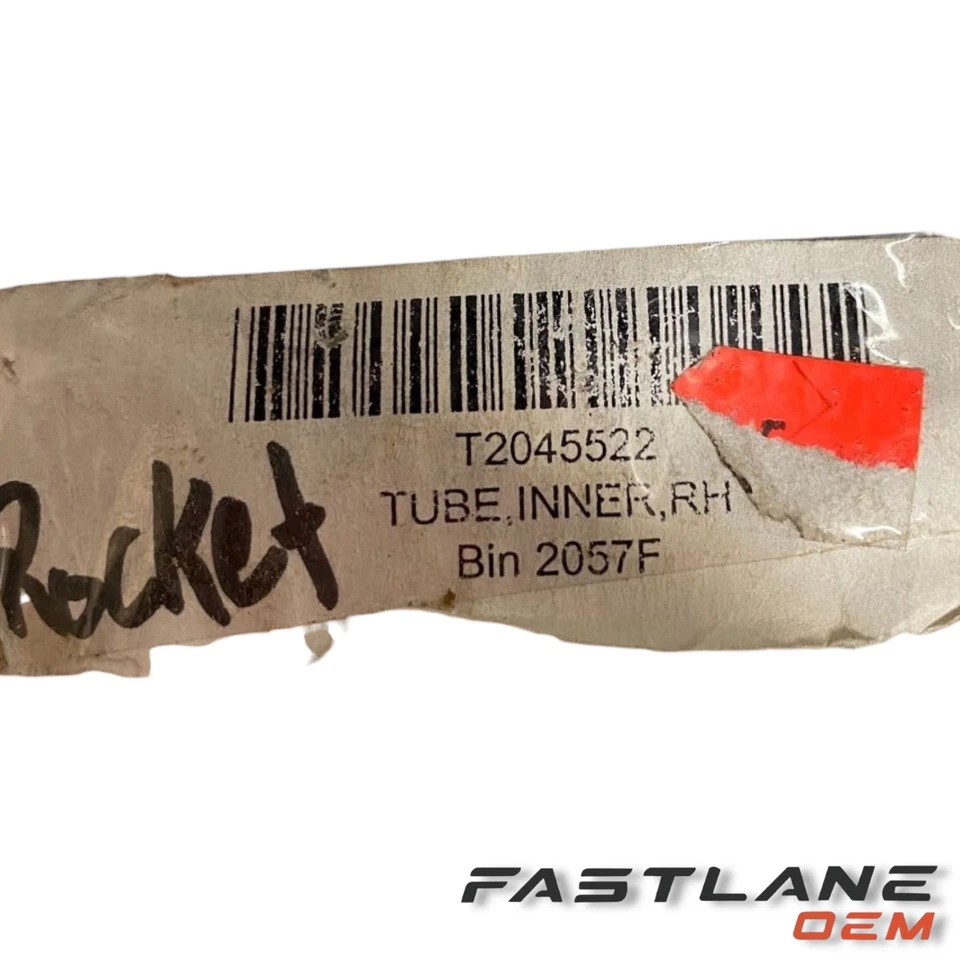 T2045522
TUBE,INNER,RH
Bin 2057F
Rocket
FASTLANE
OEM